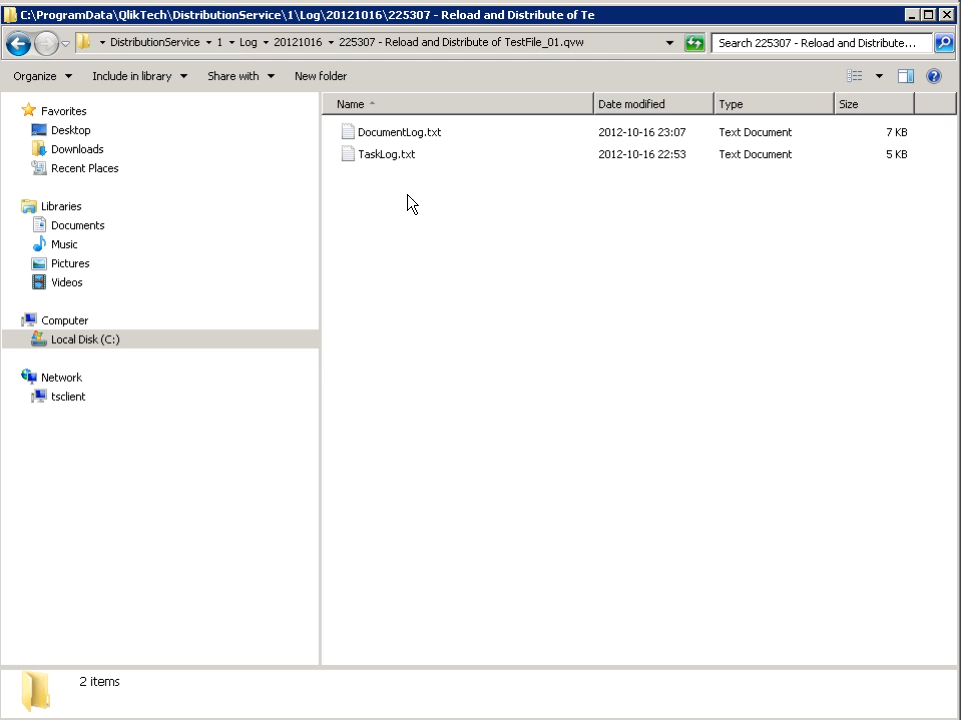 C:\ProgramData\QlikTech\DistributionService\1\Log\20121016\225307 - Reload and Distribute of Te
DistributionService 1 Log 20121016 225307 - Reload and Distribute of TestFile_01.qvw Search 225307 - Reload and Distribute...
Organize Include in library Share with New folder
Name Date modified Type Size
DocumentLog.txt 2012-10-16 23:07 Text Document 7 KB
TaskLog.txt 2012-10-16 22:53 Text Document 5 KB
Favorites
Desktop
Downloads
Recent Places
Libraries
Documents
Music
Pictures
Videos
Computer
Local Disk (C:)
Network
tsclient
2 items